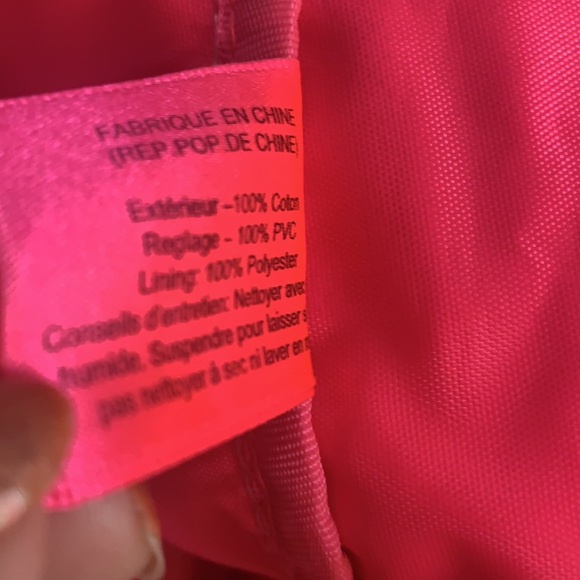 FABRIQUE EN CHINE
(REP POP DE CHINE)
Extérieur -100% Coton
Reglage - 100% PVC
Lining: 100% Polyester
Conseils d'entretien: Nettoyer avec
humide. Suspendre pour laisser s
pas nettoyer à sec ni laver en